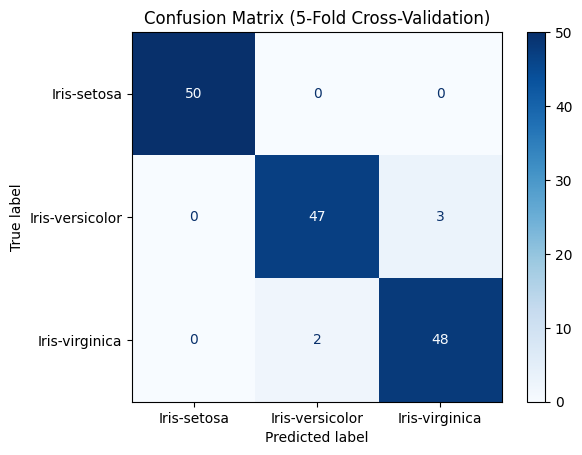 Confusion Matrix (5-Fold Cross-Validation)
50
Iris-setosa
50 0 0
40
30
Iris-versicolor
0 47 3
True label
20
10
Iris-virginica
0 2 48
0
Iris-setosa Iris-versicolor Iris-virginica
Predicted label